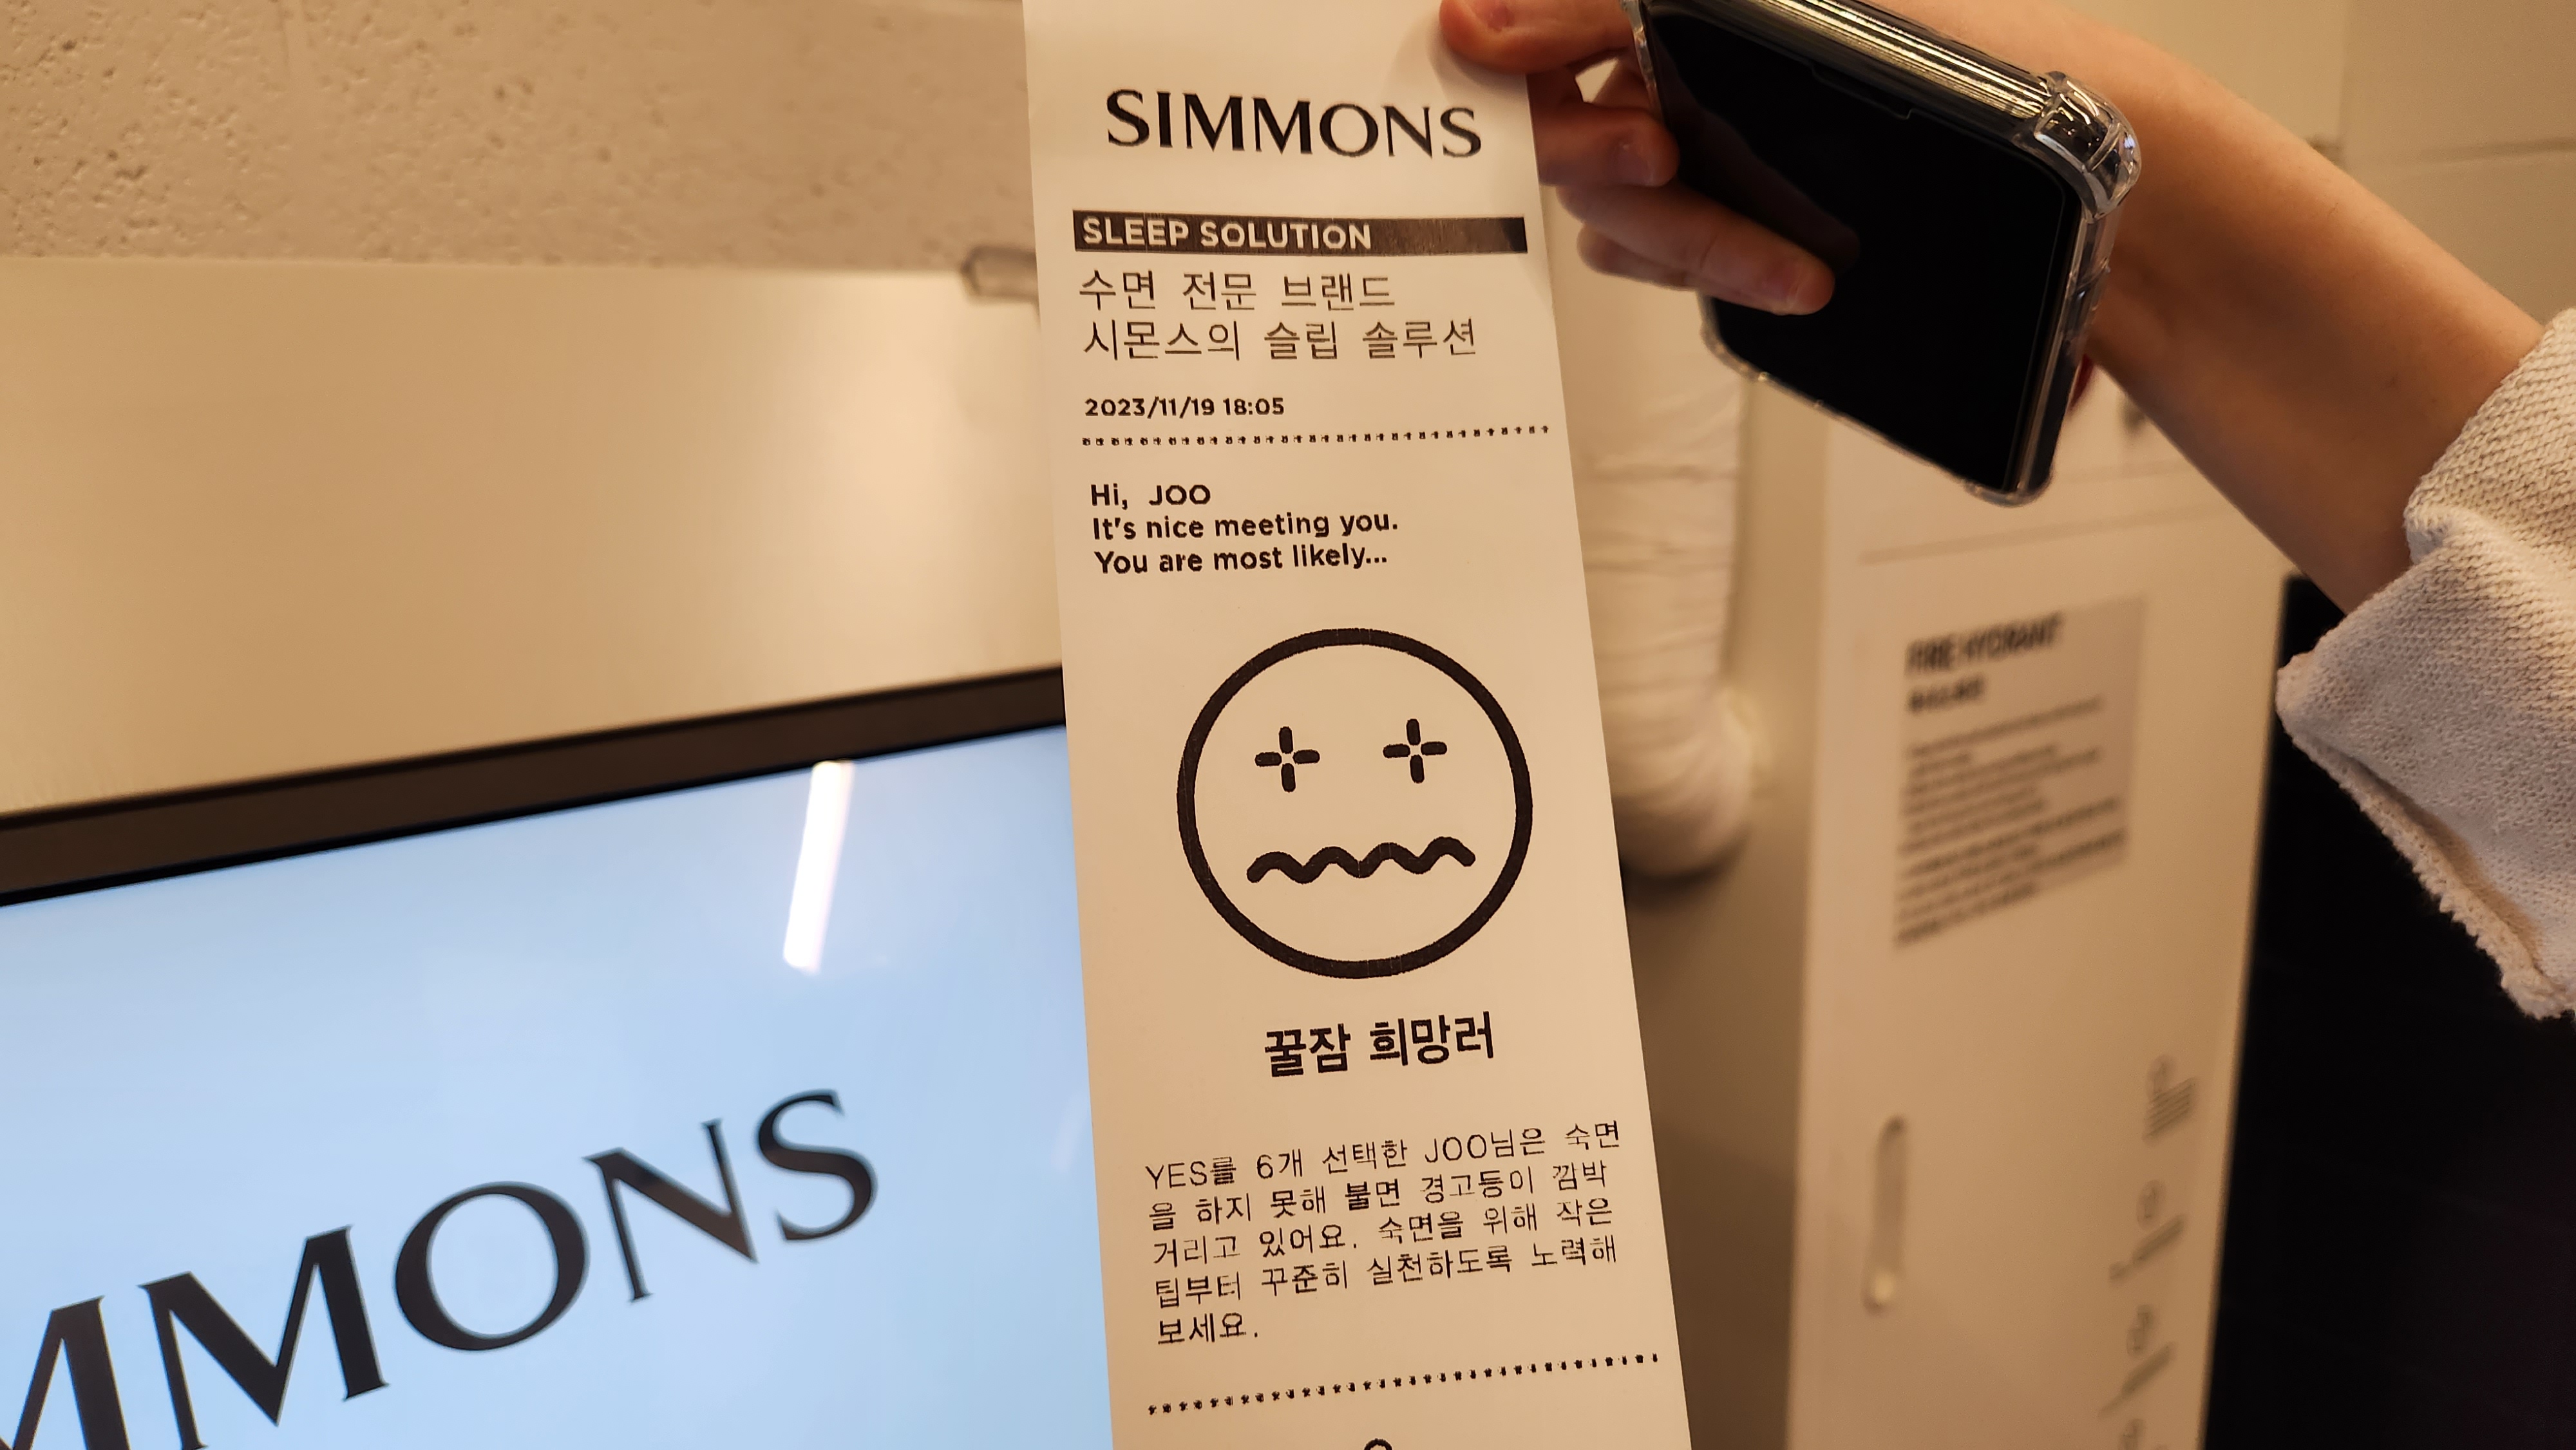 SIMMONS
SLEEP SOLUTION
수면 전문 브랜드
시몬스의 슬립 솔루션
2023/11/19 18:05
Hi, JOO
It's nice meeting you.
You are most likely...
꿀잠 희망러
YES를 6개 선택한 JOO님은 숙면
을 하지 못해 불면 경고등이 깜박
거리고 있어요. 숙면을 위해 작은
팁부터 꾸준히 실천하도록 노력해
보세요.
MMONS
FIRE HYDRANT